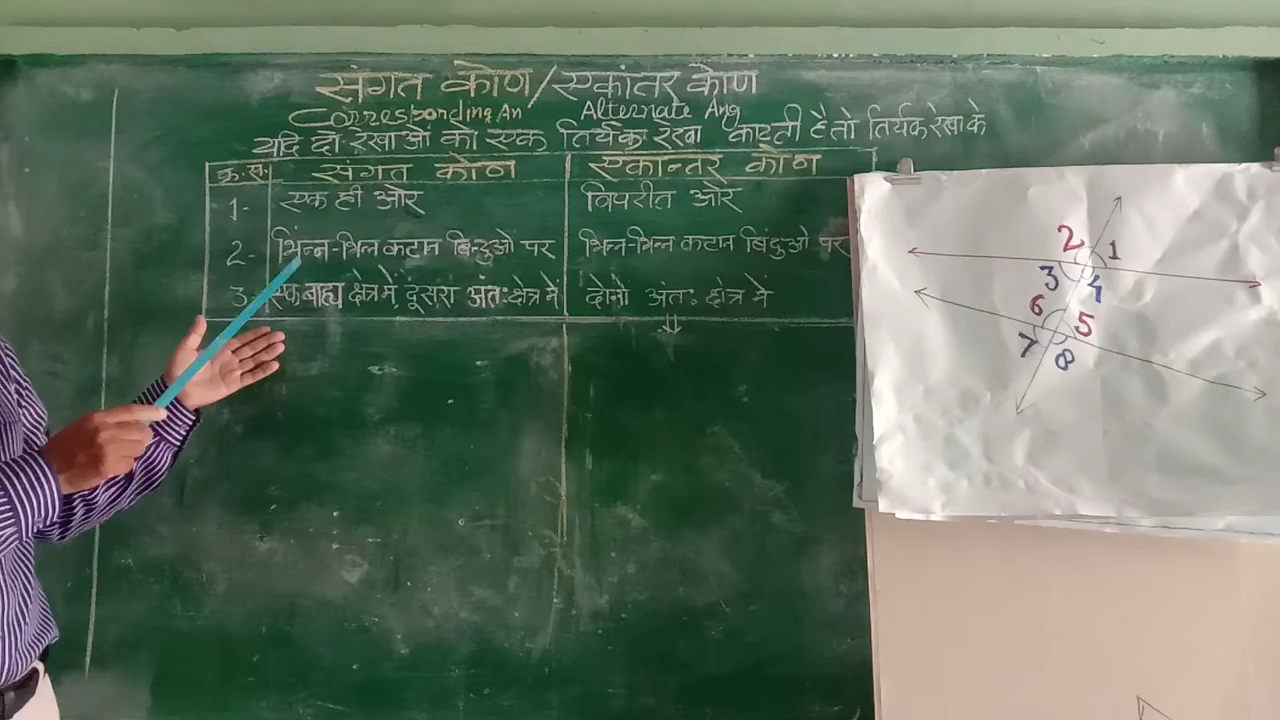 संगत कोण/एकांतर कोण
Corresponding An Alternate Ang
यदि दो रेखाओं को एक तिर्यक रेखा काटती है तो तिर्यक रेखा के
क्र.स. संगत कोण एकान्तर कोण
1- एक ही ओर विपरीत ओर
2- भिन्न-भिन्न कटान बिन्दुओं पर भिन्न-भिन्न कटान बिंदुओ पर
3- एक बाह्य क्षेत्र में, दूसरा अंतः क्षेत्र में दोनो अंतः क्षेत्र में
2 1
3 4
6 5
7 8